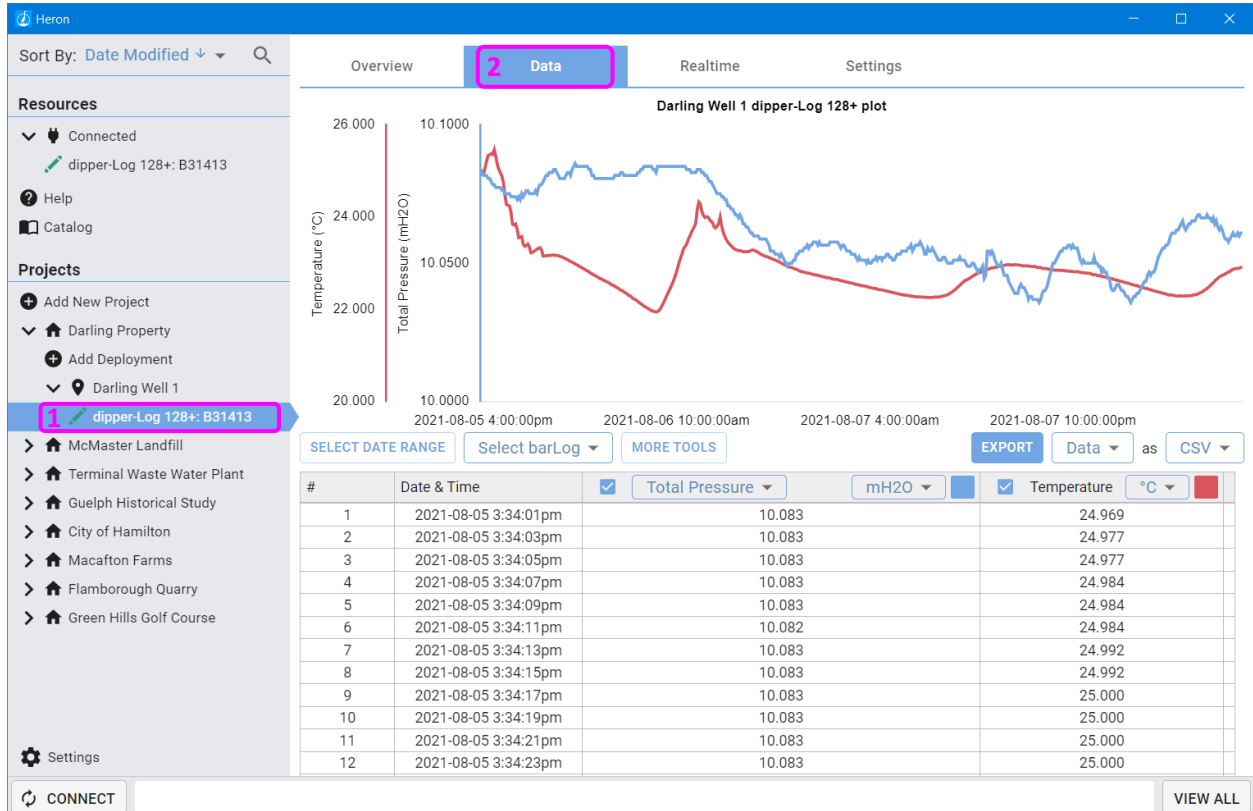 Heron
Sort By: Date Modified
Resources
Connected
dipper-Log 128+: B31413
Help
Catalog
Projects
Add New Project
Darling Property
Add Deployment
Darling Well 1
1 dipper-Log 128+: B31413
McMaster Landfill
Terminal Waste Water Plant
Guelph Historical Study
City of Hamilton
Macafton Farms
Flamborough Quarry
Green Hills Golf Course
Settings
CONNECT
Overview 2 Data Realtime Settings
Darling Well 1 dipper-Log 128+ plot
Temperature (°C)
26.000
24.000
22.000
20.000
Total Pressure (mH2O)
10.1000
10.0500
10.0000
2021-08-05 4:00:00pm 2021-08-06 10:00:00am 2021-08-07 4:00:00am 2021-08-07 10:00:00pm
SELECT DATE RANGE Select barLog MORE TOOLS EXPORT Data as CSV
# Date & Time Total Pressure mH2O Temperature °C
1 2021-08-05 3:34:01pm 10.083 24.969
2 2021-08-05 3:34:03pm 10.083 24.977
3 2021-08-05 3:34:05pm 10.083 24.977
4 2021-08-05 3:34:07pm 10.083 24.984
5 2021-08-05 3:34:09pm 10.083 24.984
6 2021-08-05 3:34:11pm 10.082 24.984
7 2021-08-05 3:34:13pm 10.083 24.992
8 2021-08-05 3:34:15pm 10.083 24.992
9 2021-08-05 3:34:17pm 10.083 25.000
10 2021-08-05 3:34:19pm 10.083 25.000
11 2021-08-05 3:34:21pm 10.083 25.000
12 2021-08-05 3:34:23pm 10.083 25.000
VIEW ALL